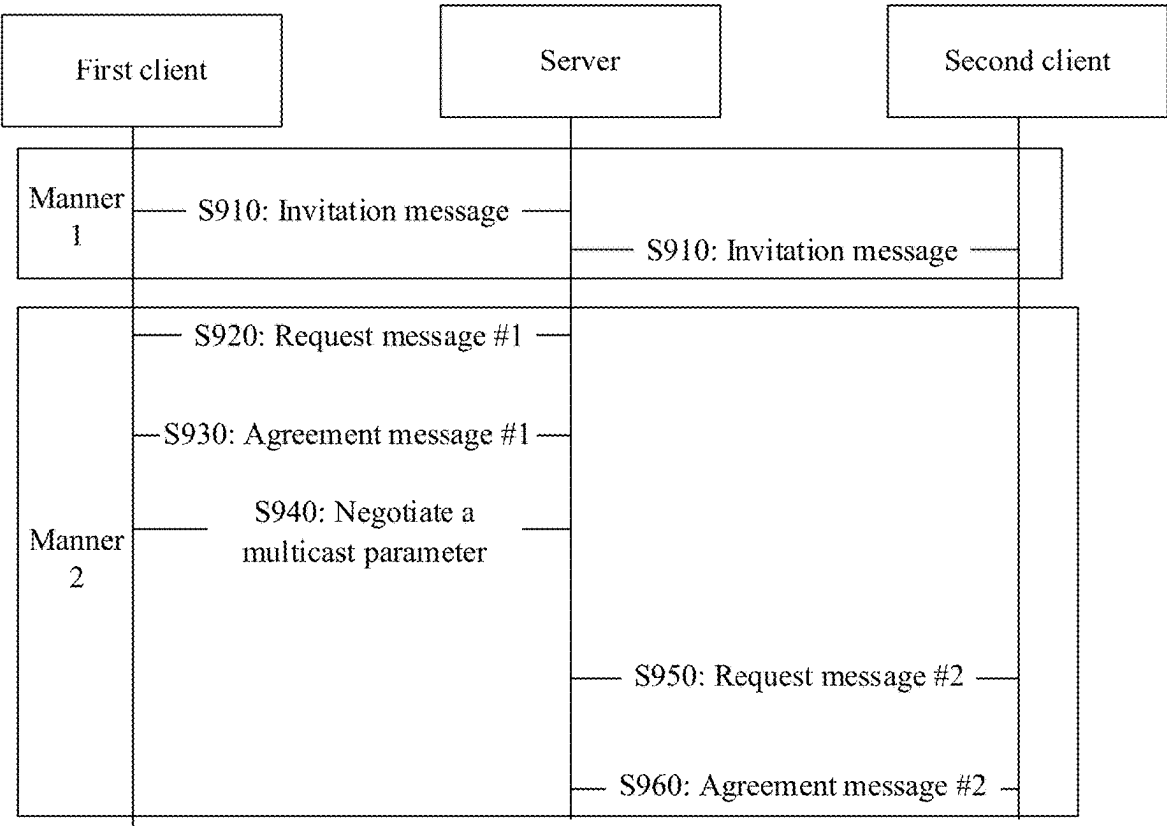 First client
Server
Second client
Manner
1
S910: Invitation message
S910: Invitation message
Manner
2
S920: Request message #1
S930: Agreement message #1
S940: Negotiate a
multicast parameter
S950: Request message #2
S960: Agreement message #2